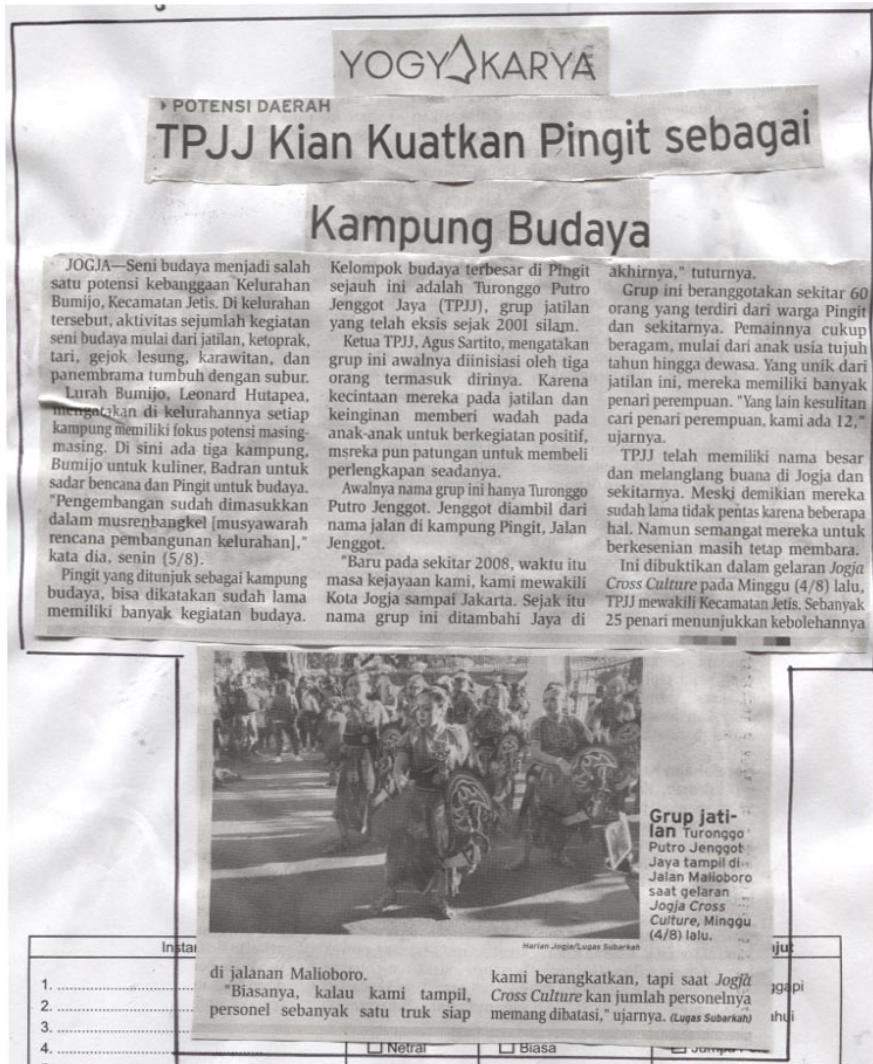 YOGYAKARYA
POTENSI DAERAH
TPJJ Kian Kuatkan Pingit sebagai
Kampung Budaya
JOGJA—Seni budaya menjadi salah
satu potensi kebanggaan Kelurahan
Bumijo, Kecamatan Jetis. Di kelurahan
tersebut, aktivitas sejumlah kegiatan
seni budaya mulai dari jatilan, ketoprak,
tari, gejok lesung, karawitan, dan
panembrama tumbuh dengan subur.
Lurah Bumijo, Leonard Hutapea,
mengatakan di kelurahannya setiap
kampung memiliki fokus potensi masing-
masing. Di sini ada tiga kampung,
Bumijo untuk kuliner, Badran untuk
sadar bencana dan Pingit untuk budaya.
"Pengembangan sudah dimasukkan
dalam musrenbangkel [musyawarah
rencana pembangunan kelurahan],"
kata dia, senin (5/8).
Pingit yang ditunjuk sebagai kampung
budaya, bisa dikatakan sudah lama
memiliki banyak kegiatan budaya.
Kelompok budaya terbesar di Pingit
sejauh ini adalah Turonggo Putro
Jenggot Jaya (TPJJ), grup jatilan
yang telah eksis sejak 2001 silam.
Ketua TPJJ, Agus Sartito, mengatakan
grup ini awalnya diinisiasi oleh tiga
orang termasuk dirinya. Karena
kecintaan mereka pada jatilan dan
keinginan memberi wadah pada
anak-anak untuk berkegiatan positif,
msreka pun patungan untuk membeli
perlengkapan seadanya.
Awalnya nama grup ini hanya Turonggo
Putro Jenggot. Jenggot diambil dari
nama jalan di kampung Pingit, Jalan
Jenggot.
"Baru pada sekitar 2008, waktu itu
masa kejayaan kami, kami mewakili
Kota Jogja sampai Jakarta. Sejak itu
nama grup ini ditambahi Jaya di
akhirnya," tuturnya.
Grup ini beranggotakan sekitar 60
orang yang terdiri dari warga Pingit
dan sekitarnya. Pemainnya cukup
beragam, mulai dari anak usia tujuh
tahun hingga dewasa. Yang unik dari
jatilan ini, mereka memiliki banyak
penari perempuan. "Yang lain kesulitan
cari penari perempuan, kami ada 12,"
ujarnya.
TPJJ telah memiliki nama besar
dan melanglang buana di Jogja dan
sekitarnya. Meski demikian mereka
sudah lama tidak pentas karena beberapa
hal. Namun semangat mereka untuk
berkesenian masih tetap membara.
Ini dibuktikan dalam gelaran Jogja
Cross Culture pada Minggu (4/8) lalu,
TPJJ mewakili Kecamatan Jetis. Sebanyak
25 penari menunjukkan kebolehannya
Grup jati-
lan Turonggo
Putro Jenggot
Jaya tampil di
Jalan Malioboro
saat gelaran
Jogja Cross
Culture, Minggu
(4/8) lalu.
Harian Jogja/Lugas Subarkah
di jalanan Malioboro.
"Biasanya, kalau kami tampil,
personel sebanyak satu truk siap
kami berangkatkan, tapi saat Jogja
Cross Culture kan jumlah personelnya
memang dibatasi," ujarnya. (Lugas Subarkah)
1.
2.
3.
4.
Netral
Biasa